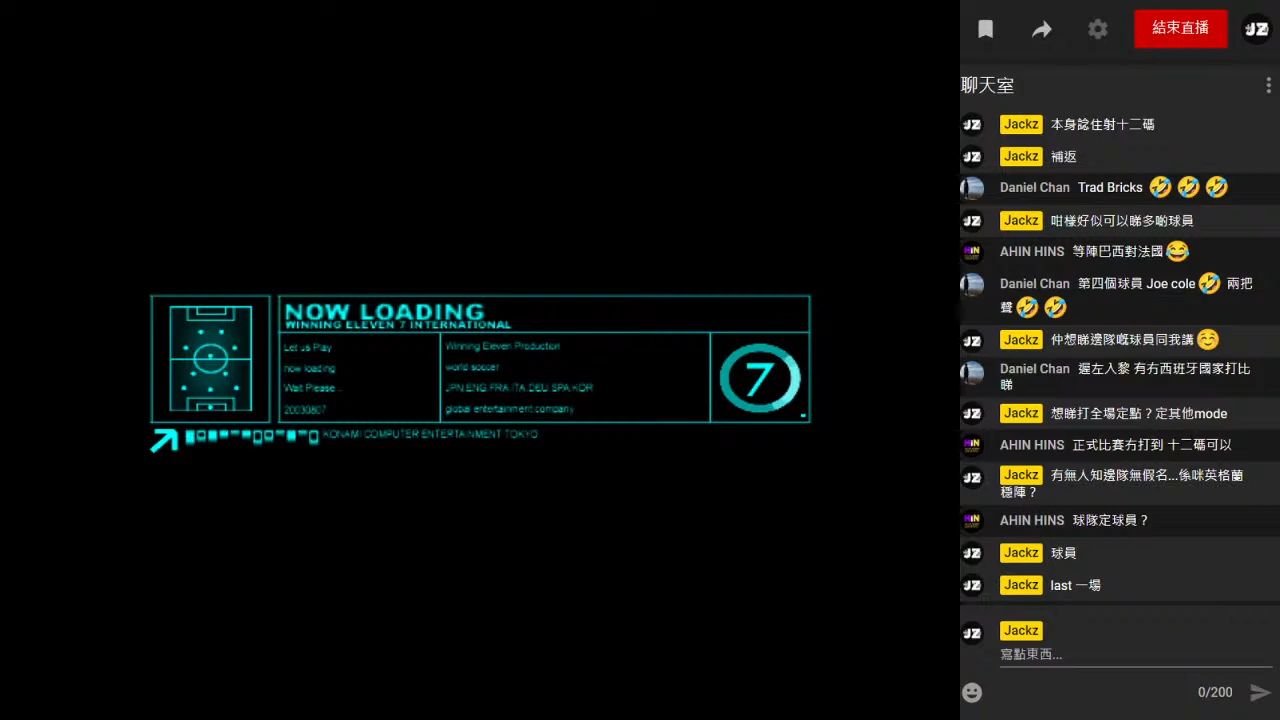 結束直播
JZ
聊天室
Jackz 本身諗住射十二碼
Jackz 補返
Daniel Chan Trad Bricks 🤣 🤣 🤣
Jackz 咁樣好似可以睇多啲球員
AHIN HINS 等陣巴西對法國😂
Daniel Chan 第四個球員 Joe cole🤣 兩把
聲🤣 🤣
Jackz 仲想睇邊隊嘅球員同我講☺️
Daniel Chan 遲左入黎 有冇西班牙國家打比
睇
Jackz 想睇打全場定點？定其他mode
AHIN HINS 正式比賽冇打到 十二碼可以
Jackz 有無人知邊隊無假名...係咪英格蘭
穩陣？
AHIN HINS 球隊定球員？
Jackz 球員
Jackz last 一場
Jackz
寫點東西...
0/200
NOW LOADING
WINNING ELEVEN 7 INTERNATIONAL
Let us Play
now loading
Wait Please...
20030807
Winning Eleven Production
world soccer
JPN.ENG.FRA.ITA.DEU.SPA.KOR
global entertainment company
7
KONAMI COMPUTER ENTERTAINMENT TOKYO